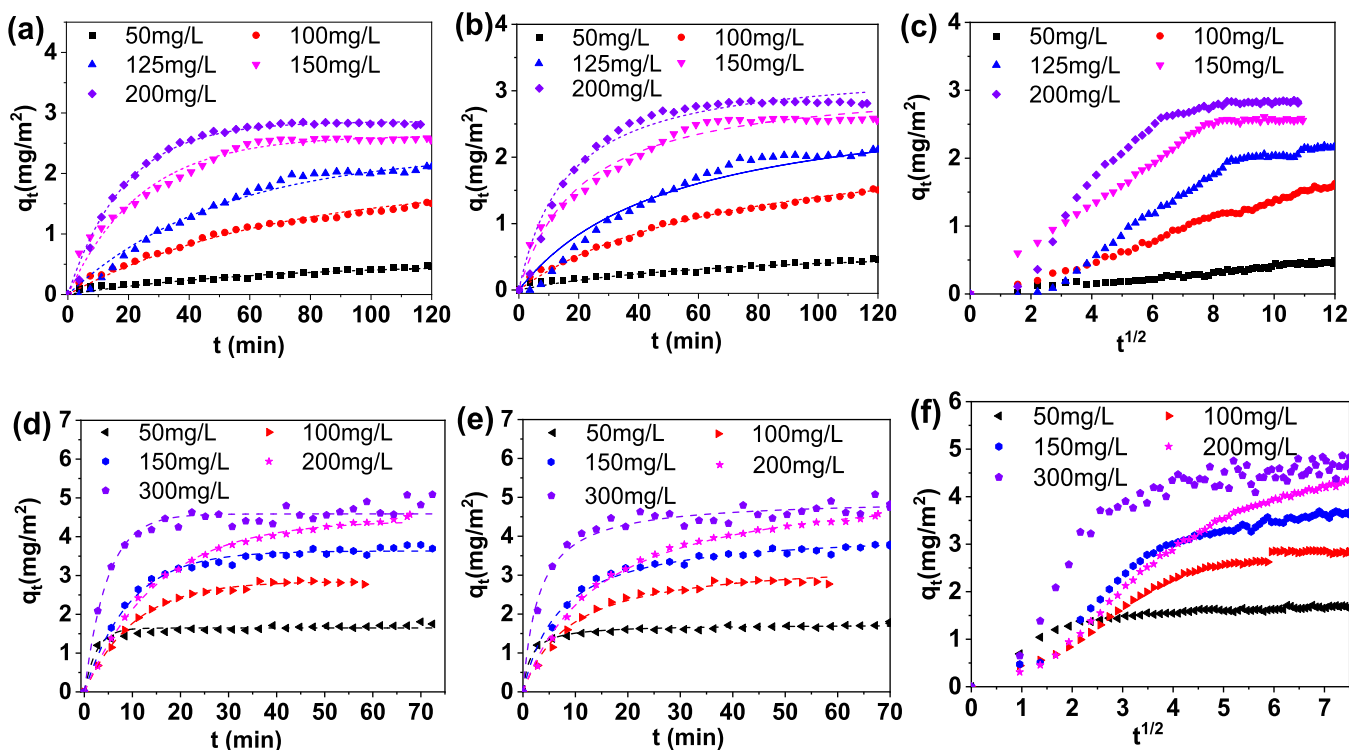 (a)
50mg/L 100mg/L
125mg/L 150mg/L
200mg/L
qt(mg/m²)
4
3
2
1
0
0 20 40 60 80 100 120
t (min)
(b)
50mg/L 100mg/L
125mg/L 150mg/L
200mg/L
qt(mg/m²)
4
3
2
1
0
0 20 40 60 80 100 120
t (min)
(c)
50mg/L 100mg/L
125mg/L 150mg/L
200mg/L
qt(mg/m²)
4
3
2
1
0
0 2 4 6 8 10 12
t1/2
(d)
50mg/L 100mg/L
150mg/L 200mg/L
300mg/L
qt(mg/m²)
7
6
5
4
3
2
1
0
0 10 20 30 40 50 60 70
t (min)
(e)
50mg/L 100mg/L
150mg/L 200mg/L
300mg/L
qt(mg/m²)
7
6
5
4
3
2
1
0
0 10 20 30 40 50 60 70
t (min)
(f)
50mg/L 100mg/L
150mg/L 200mg/L
300mg/L
qt(mg/m²)
6
5
4
3
2
1
0
0 1 2 3 4 5 6 7
t1/2